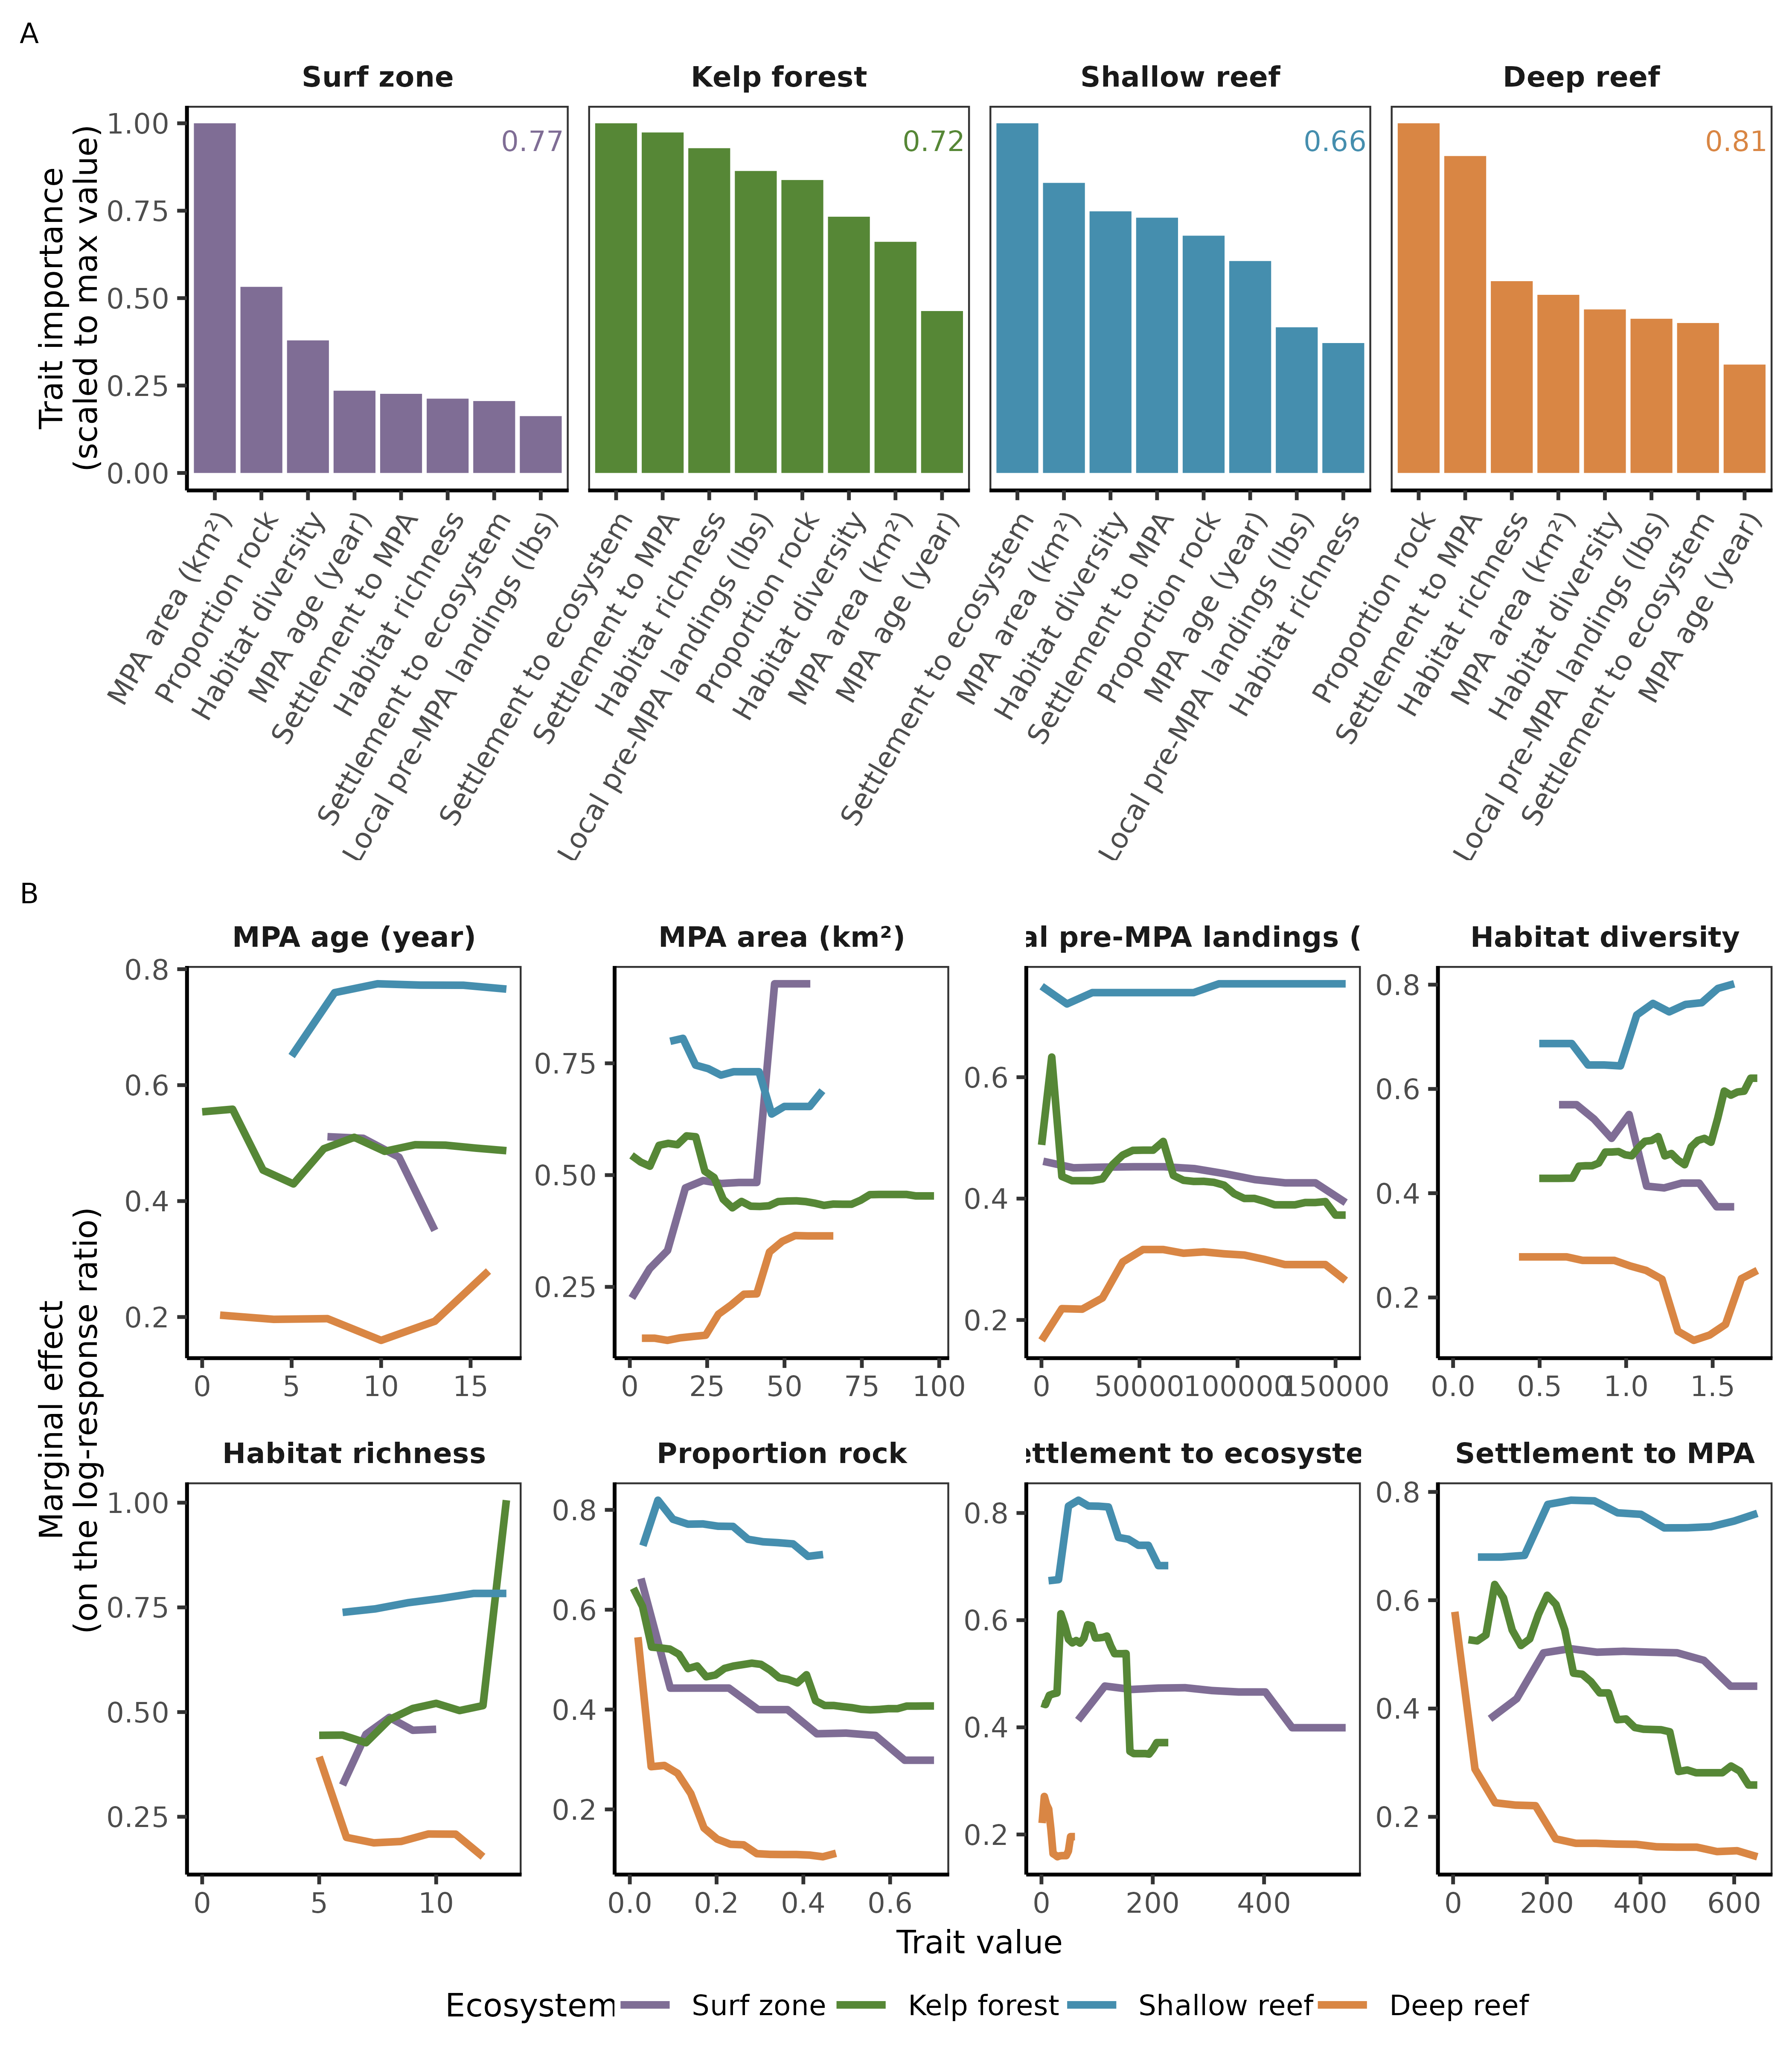 A
Surf zone
Kelp forest
Shallow reef
Deep reef
Trait importance
(scaled to max value)
1.00
0.75
0.50
0.25
0.00
0.77
0.72
0.66
0.81
MPA area (km²)
Proportion rock
Habitat diversity
MPA age (year)
Settlement to MPA
Habitat richness
Settlement to ecosystem
Local pre-MPA landings (lbs)
Settlement to ecosystem
Settlement to MPA
Habitat richness
Local pre-MPA landings (lbs)
Proportion rock
Habitat diversity
MPA area (km²)
MPA age (year)
Settlement to ecosystem
MPA area (km²)
Habitat diversity
Settlement to MPA
Proportion rock
MPA age (year)
Local pre-MPA landings (lbs)
Habitat richness
Proportion rock
Settlement to MPA
Habitat richness
MPA area (km²)
Habitat diversity
Local pre-MPA landings (lbs)
Settlement to ecosystem
MPA age (year)
B
Marginal effect
(on the log-response ratio)
MPA age (year)
0.8
0.6
0.4
0.2
0 5 10 15
MPA area (km²)
0.75
0.50
0.25
0 25 50 75 100
al pre-MPA landings (
0.6
0.4
0.2
0 50000 100000 150000
Habitat diversity
0.8
0.6
0.4
0.2
0.0 0.5 1.0 1.5
Habitat richness
1.00
0.75
0.50
0.25
0 5 10
Proportion rock
0.8
0.6
0.4
0.2
0.0 0.2 0.4 0.6
ettlement to ecosyste
0.8
0.6
0.4
0.2
0 200 400
Settlement to MPA
0.8
0.6
0.4
0.2
0 200 400 600
Trait value
Ecosystem Surf zone Kelp forest Shallow reef Deep reef